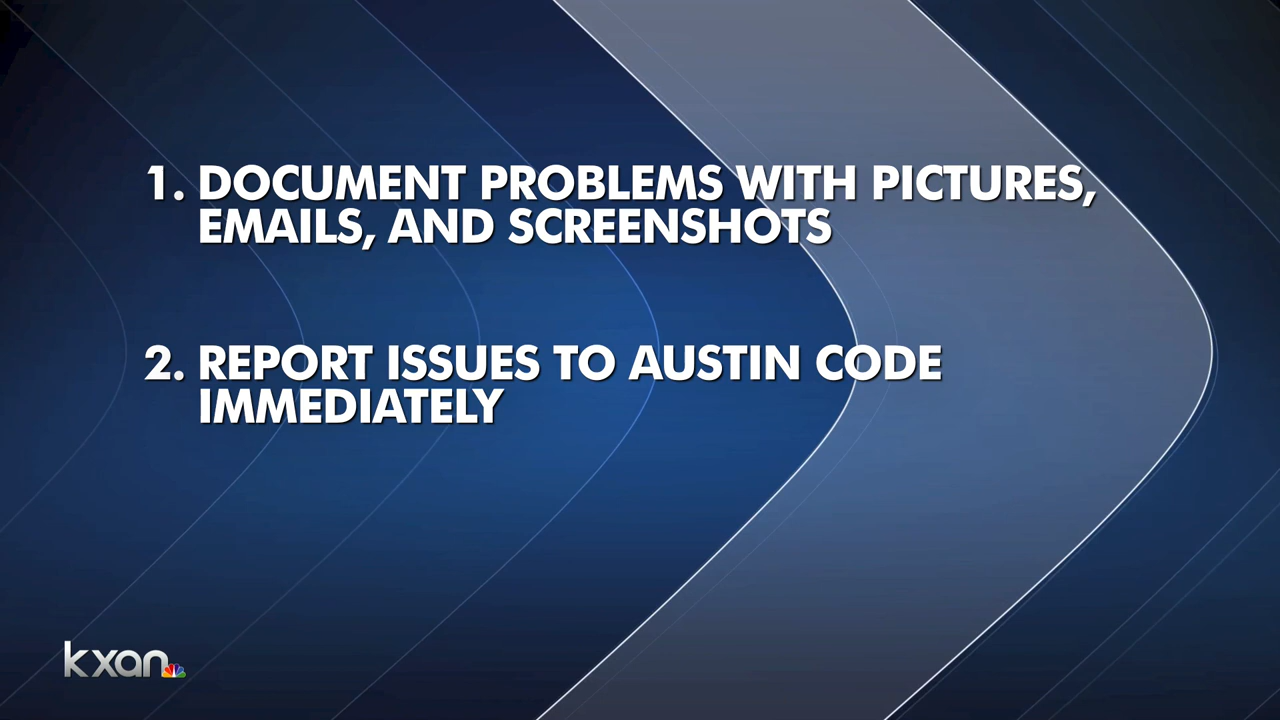 1. DOCUMENT PROBLEMS WITH PICTURES,
EMAILS, AND SCREENSHOTS
2. REPORT ISSUES TO AUSTIN CODE
IMMEDIATELY
kxan